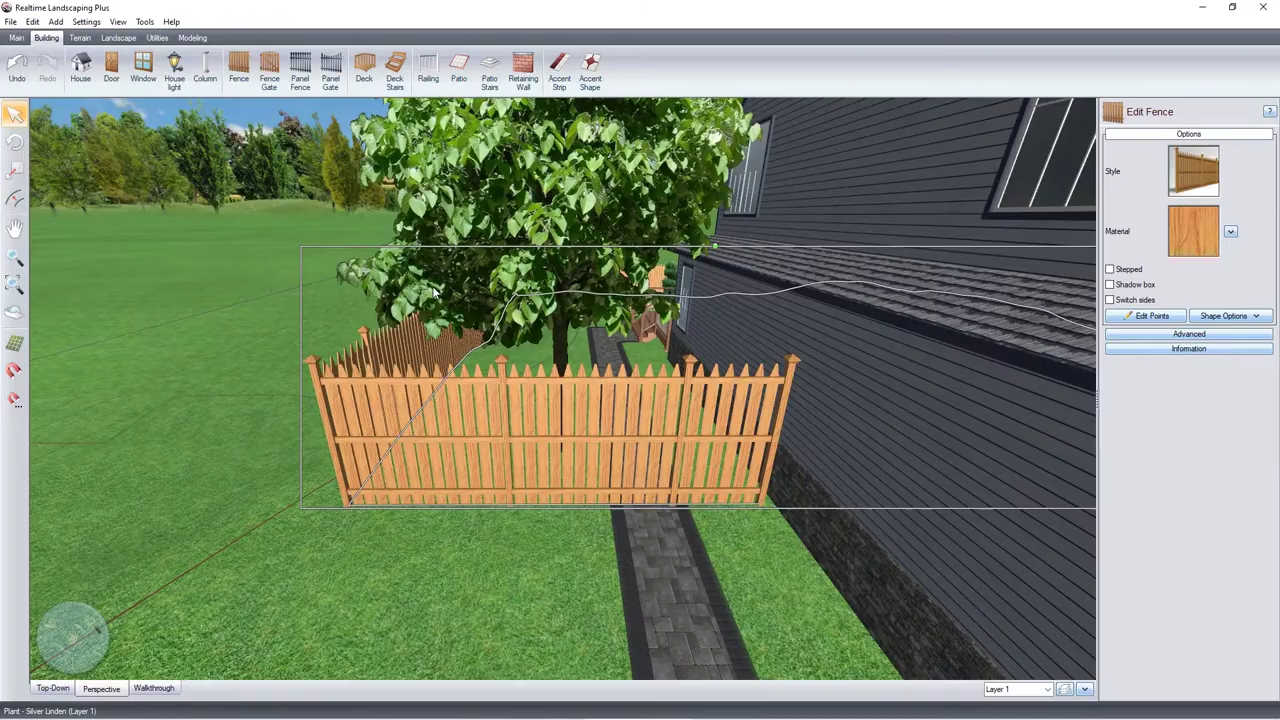 Realtime Landscaping Plus
File Edit Add Settings View Tools Help
Main Building Terrain Landscape Utilities Modeling
Undo Redo House Door Window House light Column Fence Fence Gate Panel Fence Panel Gate Deck Deck Stairs Railing Patio Patio Stairs Retaining Wall Accent Strip Accent Shape
Edit Fence ?
Options
Style
Material
Stepped
Shadow box
Switch sides
Edit Points Shape Options
Advanced
Information
Top-Down Perspective Walkthrough Layer 1
Plant - Silver Linden (Layer 1)